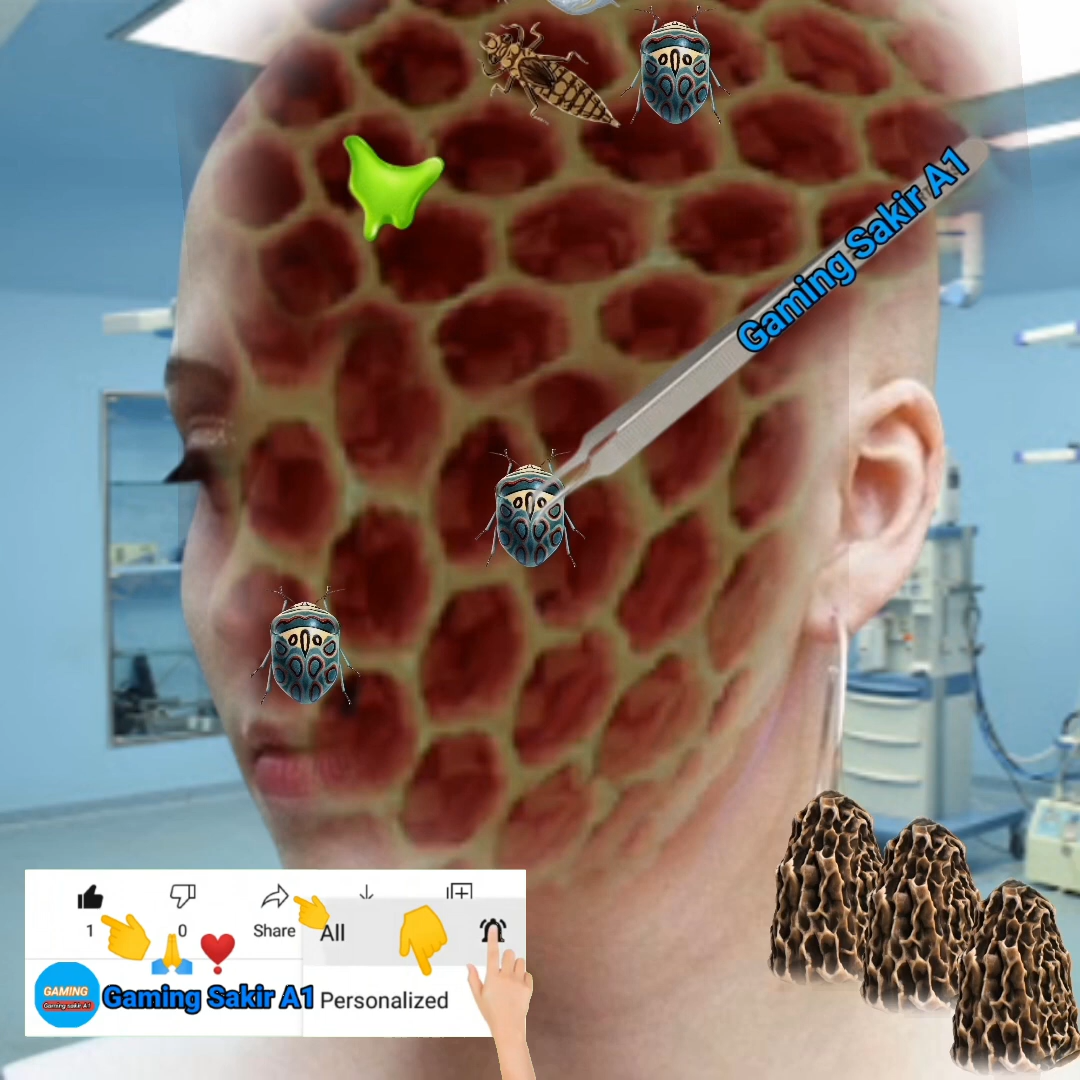 Gaming Sakir A1
1
0
Share
All
GAMING
Gaming sakir A1
Gaming Sakir A1
Personalized